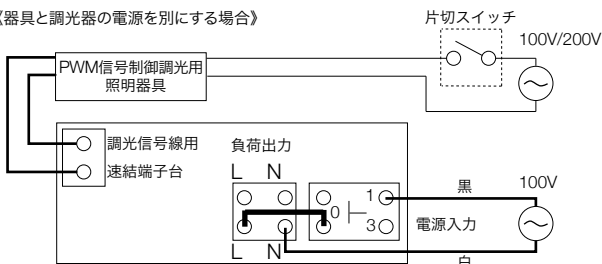 《器具と調光器の電源を別にする場合》
片切スイッチ
100V/200V
PWM信号制御調光用
照明器具
調光信号線用
速結端子台
負荷出力
L N
0
1
3
L N
電源入力
黒
100V
白